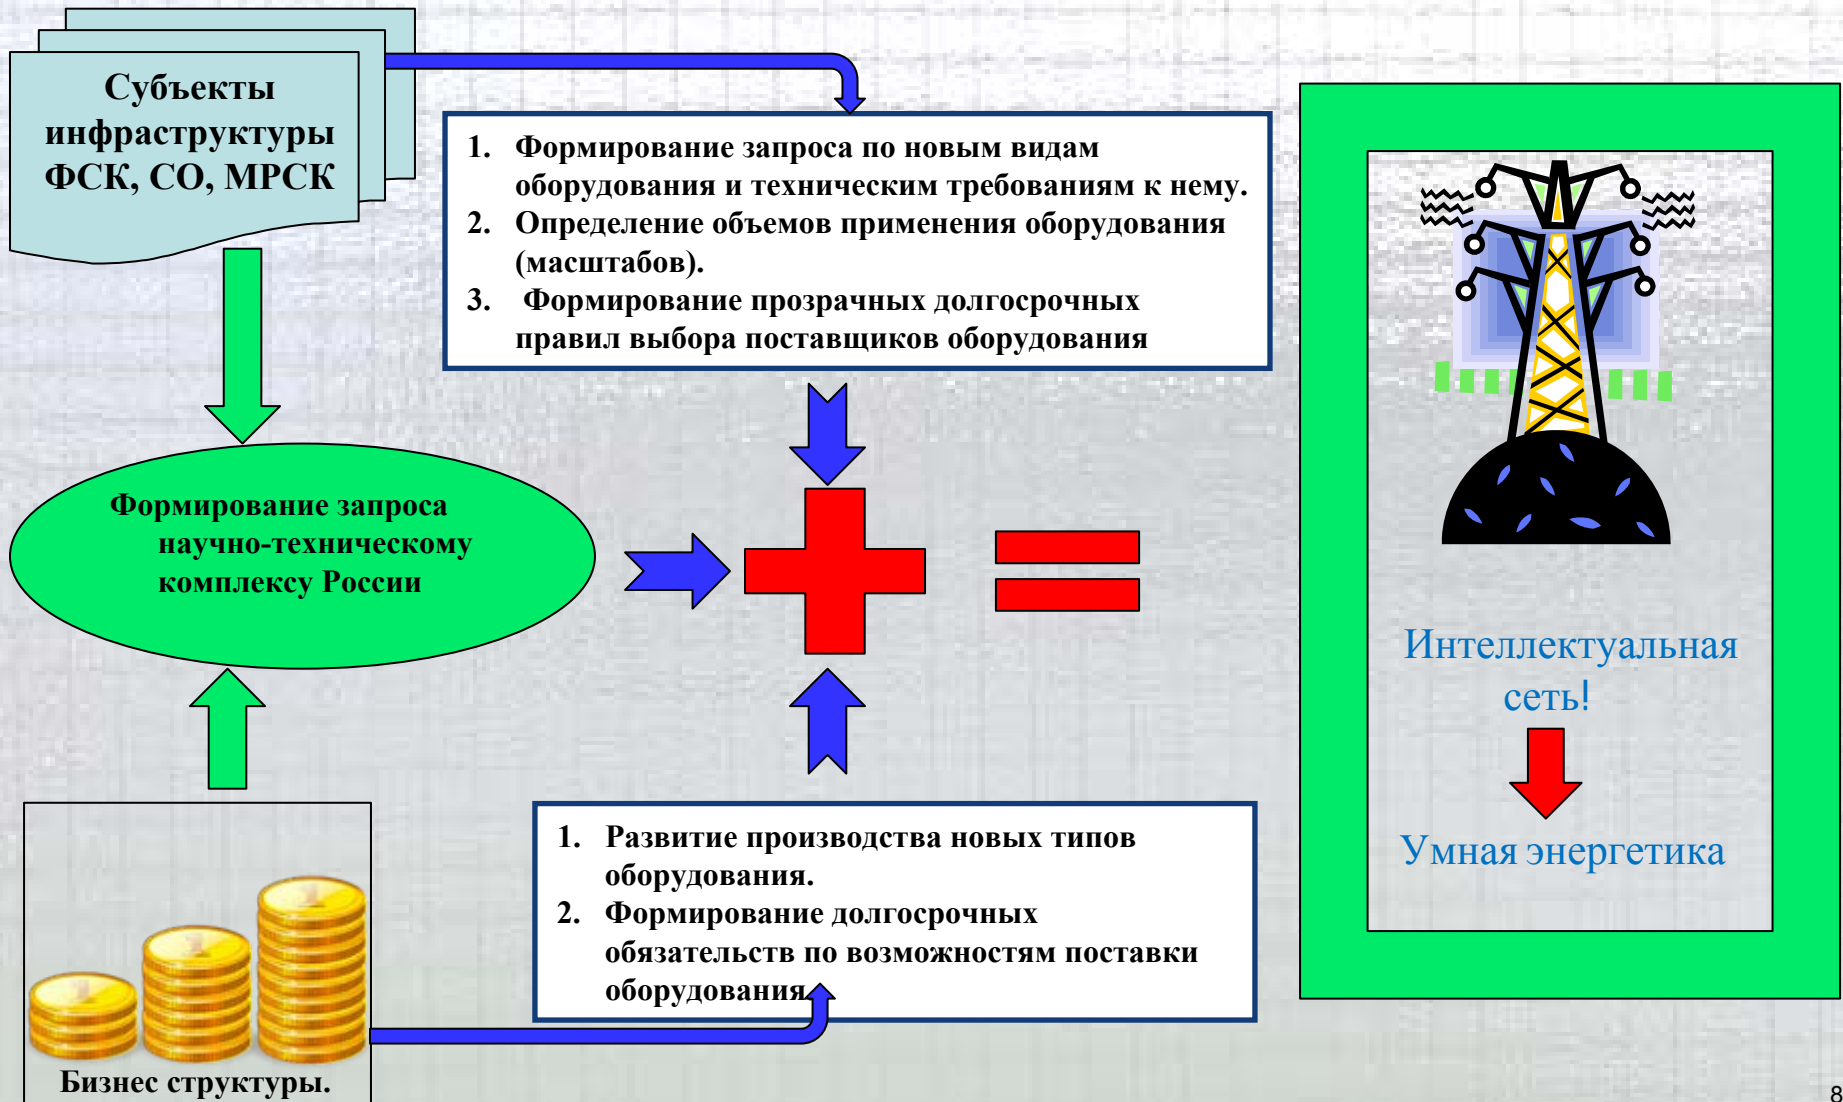 Субъекты
инфраструктуры
ФСК, СО, МРСК
1. Формирование запроса по новым видам
оборудования и техническим требованиям к нему.
2. Определение объемов применения оборудования
(масштабов).
3. Формирование прозрачных долгосрочных
правил выбора поставщиков оборудования
Формирование запроса
научно-техническому
комплексу России
1. Развитие производства новых типов
оборудования.
2. Формирование долгосрочных
обязательств по возможностям поставки
оборудования
Бизнес структуры.
Интеллектуальная
сеть!
Умная энергетика
8